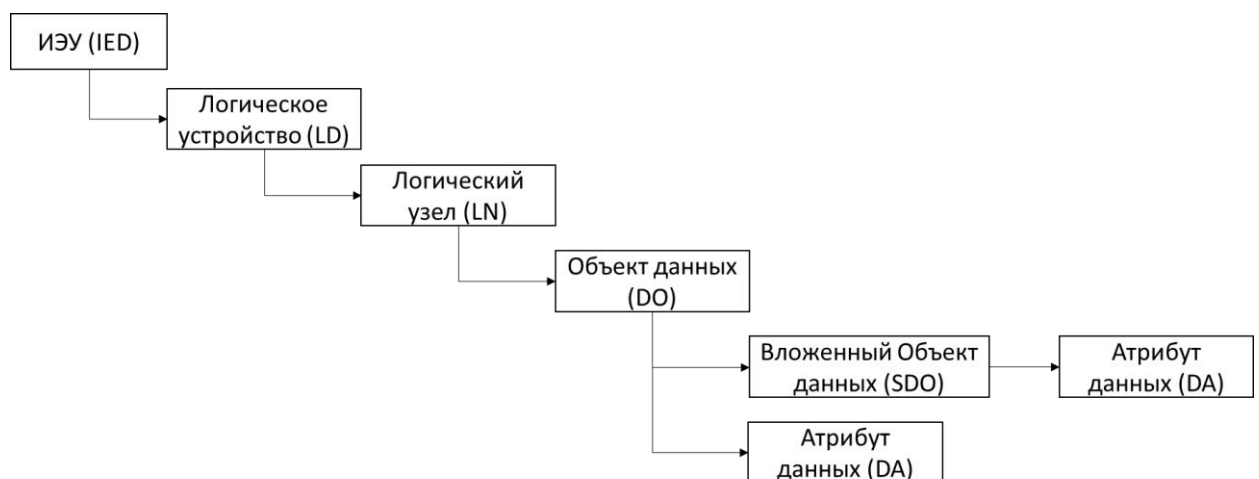 ИЭУ (IED)
Логическое
устройство (LD)
Логический
узел (LN)
Объект данных
(DO)
Вложенный Объект
данных (SDO)
Атрибут
данных (DA)
Атрибут
данных (DA)